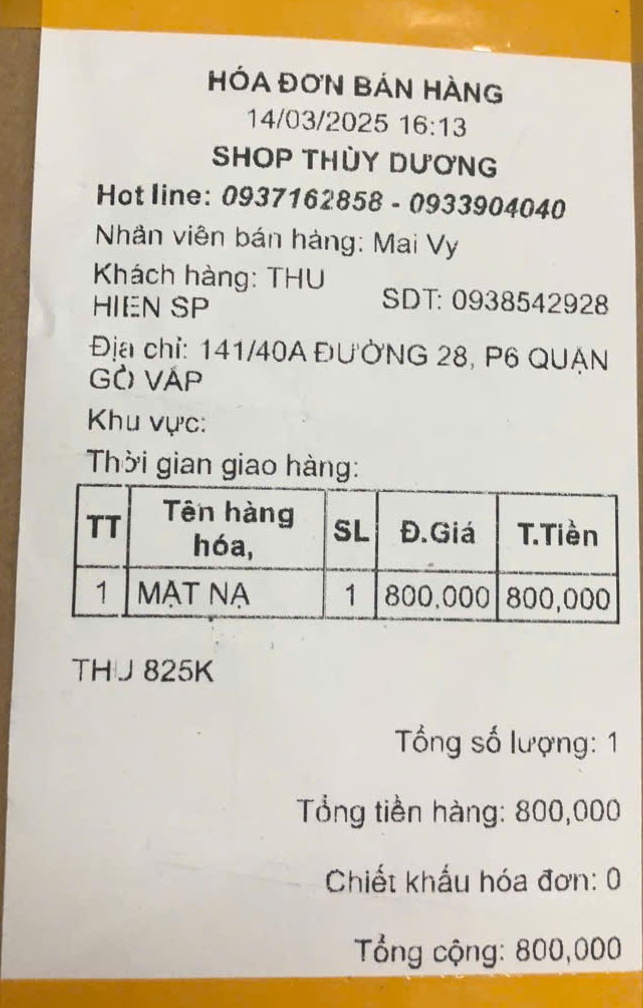 HÓA ĐƠN BÁN HÀNG
14/03/2025 16:13
SHOP THÙY DƯƠNG
Hot line: 0937162858 - 0933904040
Nhân viên bán hàng: Mai Vy
Khách hàng: THU
HIEN SP
SDT: 0938542928
Địa chỉ: 141/40A ĐƯỜNG 28, P6 QUẬN
GÒ VẤP
Khu vực:
Thời gian giao hàng:
TT Tên hàng hóa, SL Đ.Giá T.Tiền
1 MẶT NẠ 1 800,000 800,000
THU 825K
Tổng số lượng: 1
Tổng tiền hàng: 800,000
Chiết khấu hóa đơn: 0
Tổng cộng: 800,000